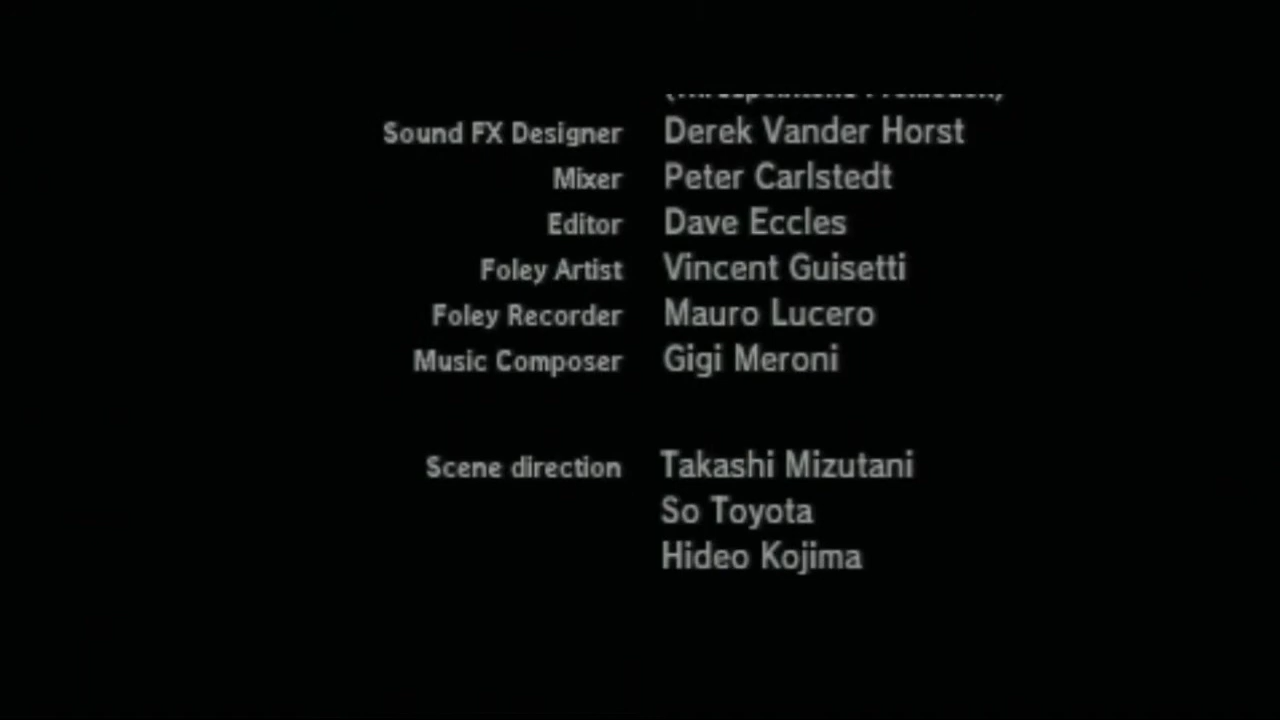 Sound FX Designer Derek Vander Horst
Mixer Peter Carlstedt
Editor Dave Eccles
Foley Artist Vincent Guisetti
Foley Recorder Mauro Lucero
Music Composer Gigi Meroni
Scene direction Takashi Mizutani
So Toyota
Hideo Kojima